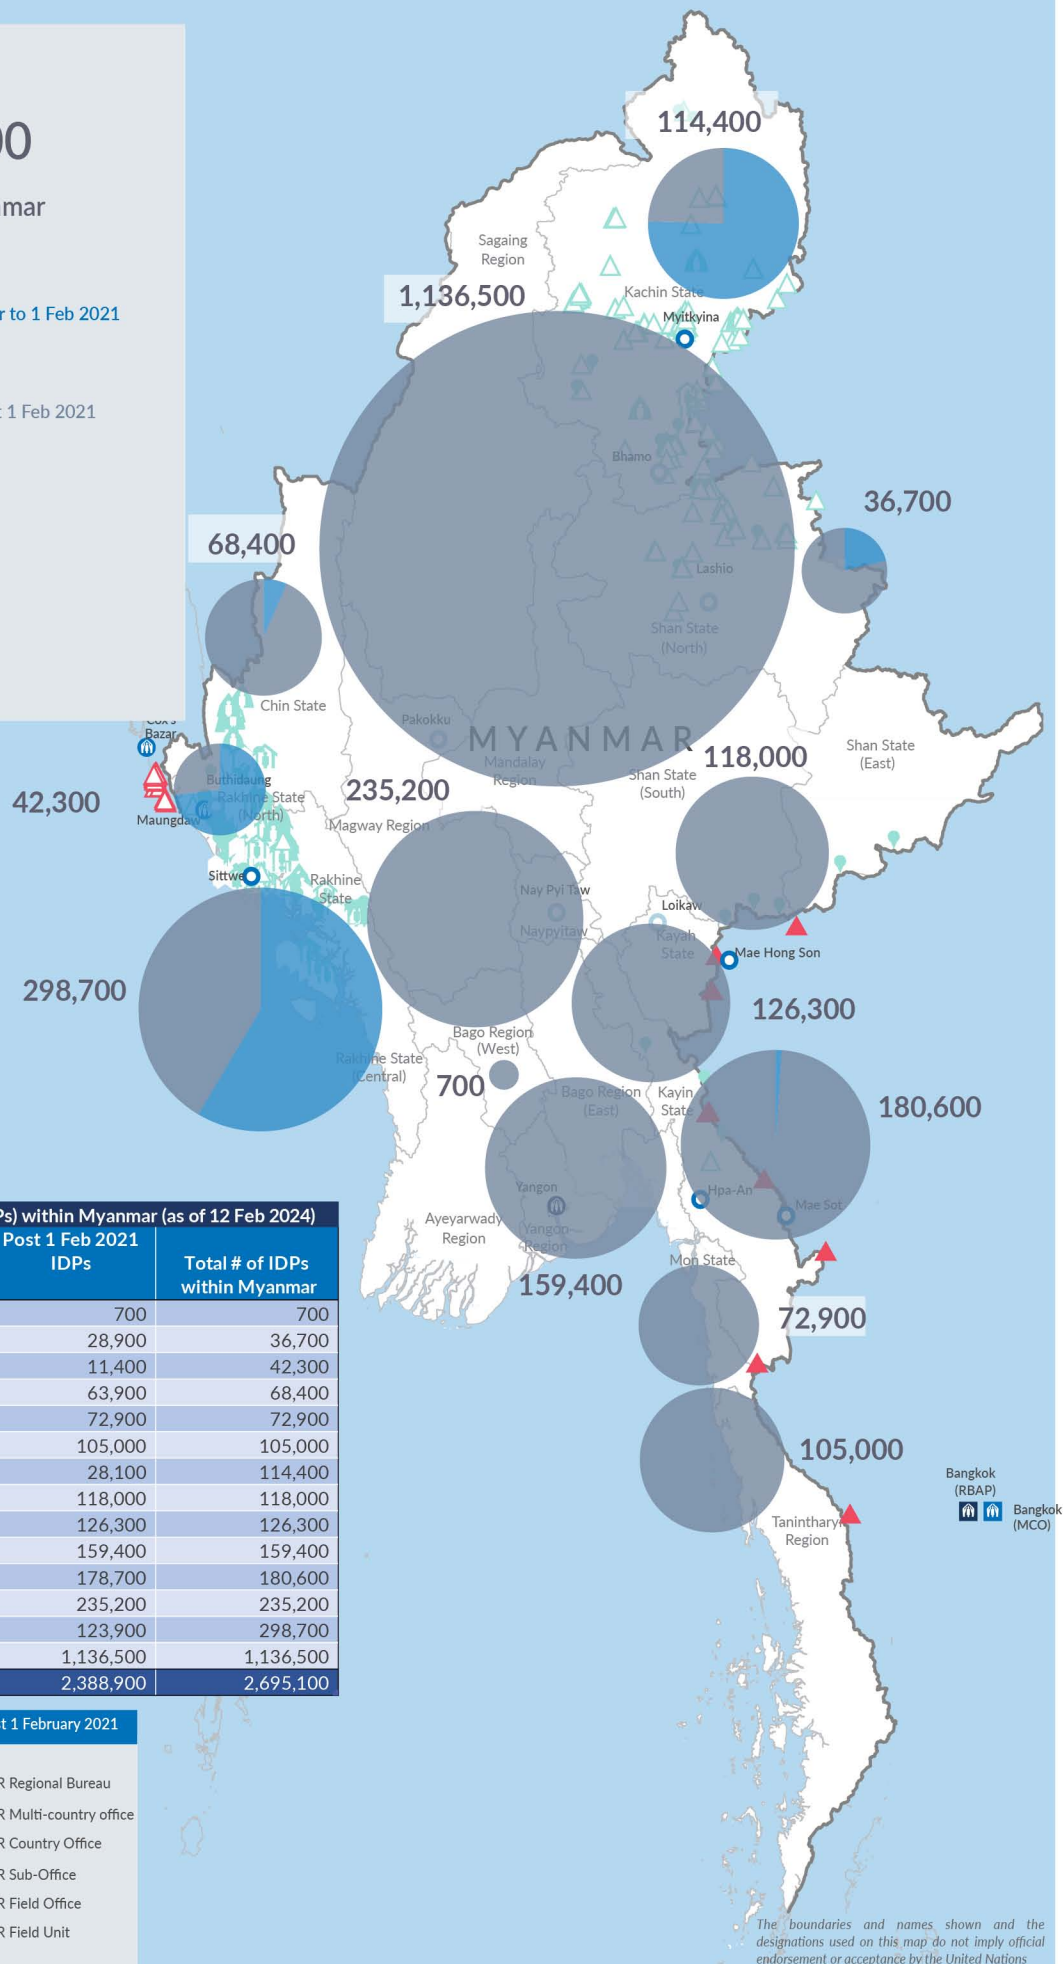 00
mar
r to 1 Feb 2021
t 1 Feb 2021
114,400
Sagaing
Region
1,136,500
Kachin State
Myitkyina
Bhamo
36,700
68,400
Lashio
Shan State
(North)
Chin State
Cox's
Bazar
Pakokku
MYANMAR
Mandalay
Region
118,000
Shan State
(East)
Shan State
(South)
42,300
Buthidaung
Rakhine State
(North)
Maungdaw
235,200
Magway Region
Sittwe
Rakhine
State
Nay Pyi Taw
Naypyitaw
Loikaw
Kayah
State
Mae Hong Son
298,700
126,300
Bago Region
(West)
Rakhine State
(Central)
700
Bago Region
(East)
Kayin
State
180,600
Yangon
Hpa-An
Mae Sot
Ayeyarwady
Region
Yangon
Region
Mon State
159,400
72,900
105,000
Bangkok
(RBAP)
Bangkok
(MCO)
Tanintharyi
Region
Ps) within Myanmar (as of 12 Feb 2024)
Post 1 Feb 2021
IDPs
Total # of IDPs
within Myanmar
700 700
28,900 36,700
11,400 42,300
63,900 68,400
72,900 72,900
105,000 105,000
28,100 114,400
118,000 118,000
126,300 126,300
159,400 159,400
178,700 180,600
235,200 235,200
123,900 298,700
1,136,500 1,136,500
2,388,900 2,695,100
st 1 February 2021
R Regional Bureau
R Multi-country office
R Country Office
R Sub-Office
R Field Office
R Field Unit
The boundaries and names shown and the
designations used on this map do not imply official
endorsement or acceptance by the United Nations